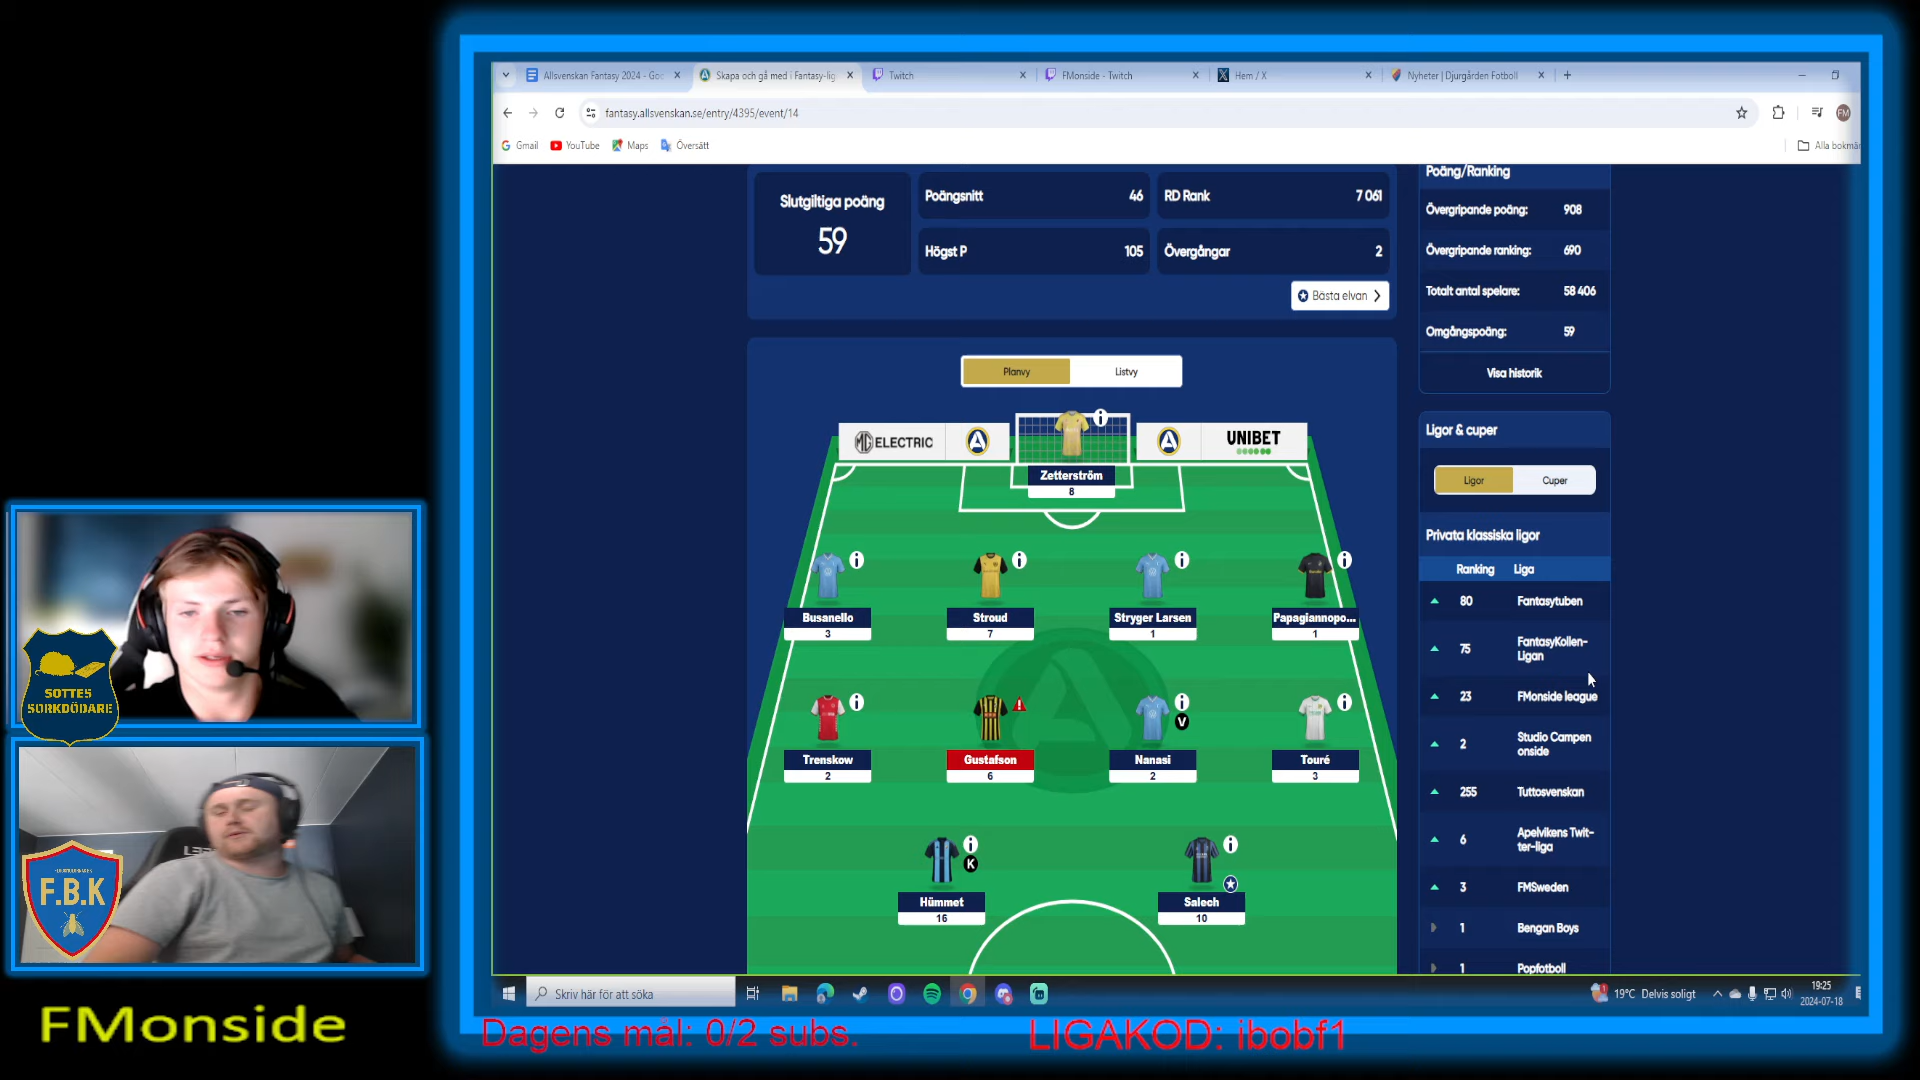 Allsvenskan Fantasy 2024 - Goo
Skapa och gå med i Fantasy-lig
Twitch
FMonside - Twitch
Hem / X
Nyheter | Djurgården Fotboll
fantasy.allsvenskan.se/entry/4395/event/14
FM
Gmail
YouTube
Maps
Översätt
Alla bokmär
Slutgiltiga poäng
59
Poängsnitt 46
RD Rank 7 061
Högst P 105
Övergångar 2
Bästa elvan
Poäng/Ranking
Övergripande poäng: 908
Övergripande ranking: 690
Totalt antal spelare: 58 406
Omgångspoäng: 59
Visa historik
Planvy
Listvy
MG ELECTRIC
UNIBET
Zetterström
8
Busanello
3
Stroud
7
Stryger Larsen
1
Papagiannopo...
1
Trenskow
2
Gustafson
6
V
Nanasi
2
Touré
3
K
Hümmet
16
Salech
10
Ligor & cuper
Ligor
Cuper
Privata klassiska ligor
Ranking Liga
80 Fantasytuben
75 FantasyKollen-
Ligan
23 FMonside league
2 Studio Campen
onside
255 Tuttosvenskan
6 Apelvikens Twit-
ter-liga
3 FMSweden
1 Bengan Boys
1 Popfotboll
SOTTES
SORKDÖDARE
F.B.K
FMonside
Skriv här för att söka
19°C Delvis soligt
19:25
2024-07-18
Dagens mål: 0/2 subs.
LIGAKOD: ibobf1